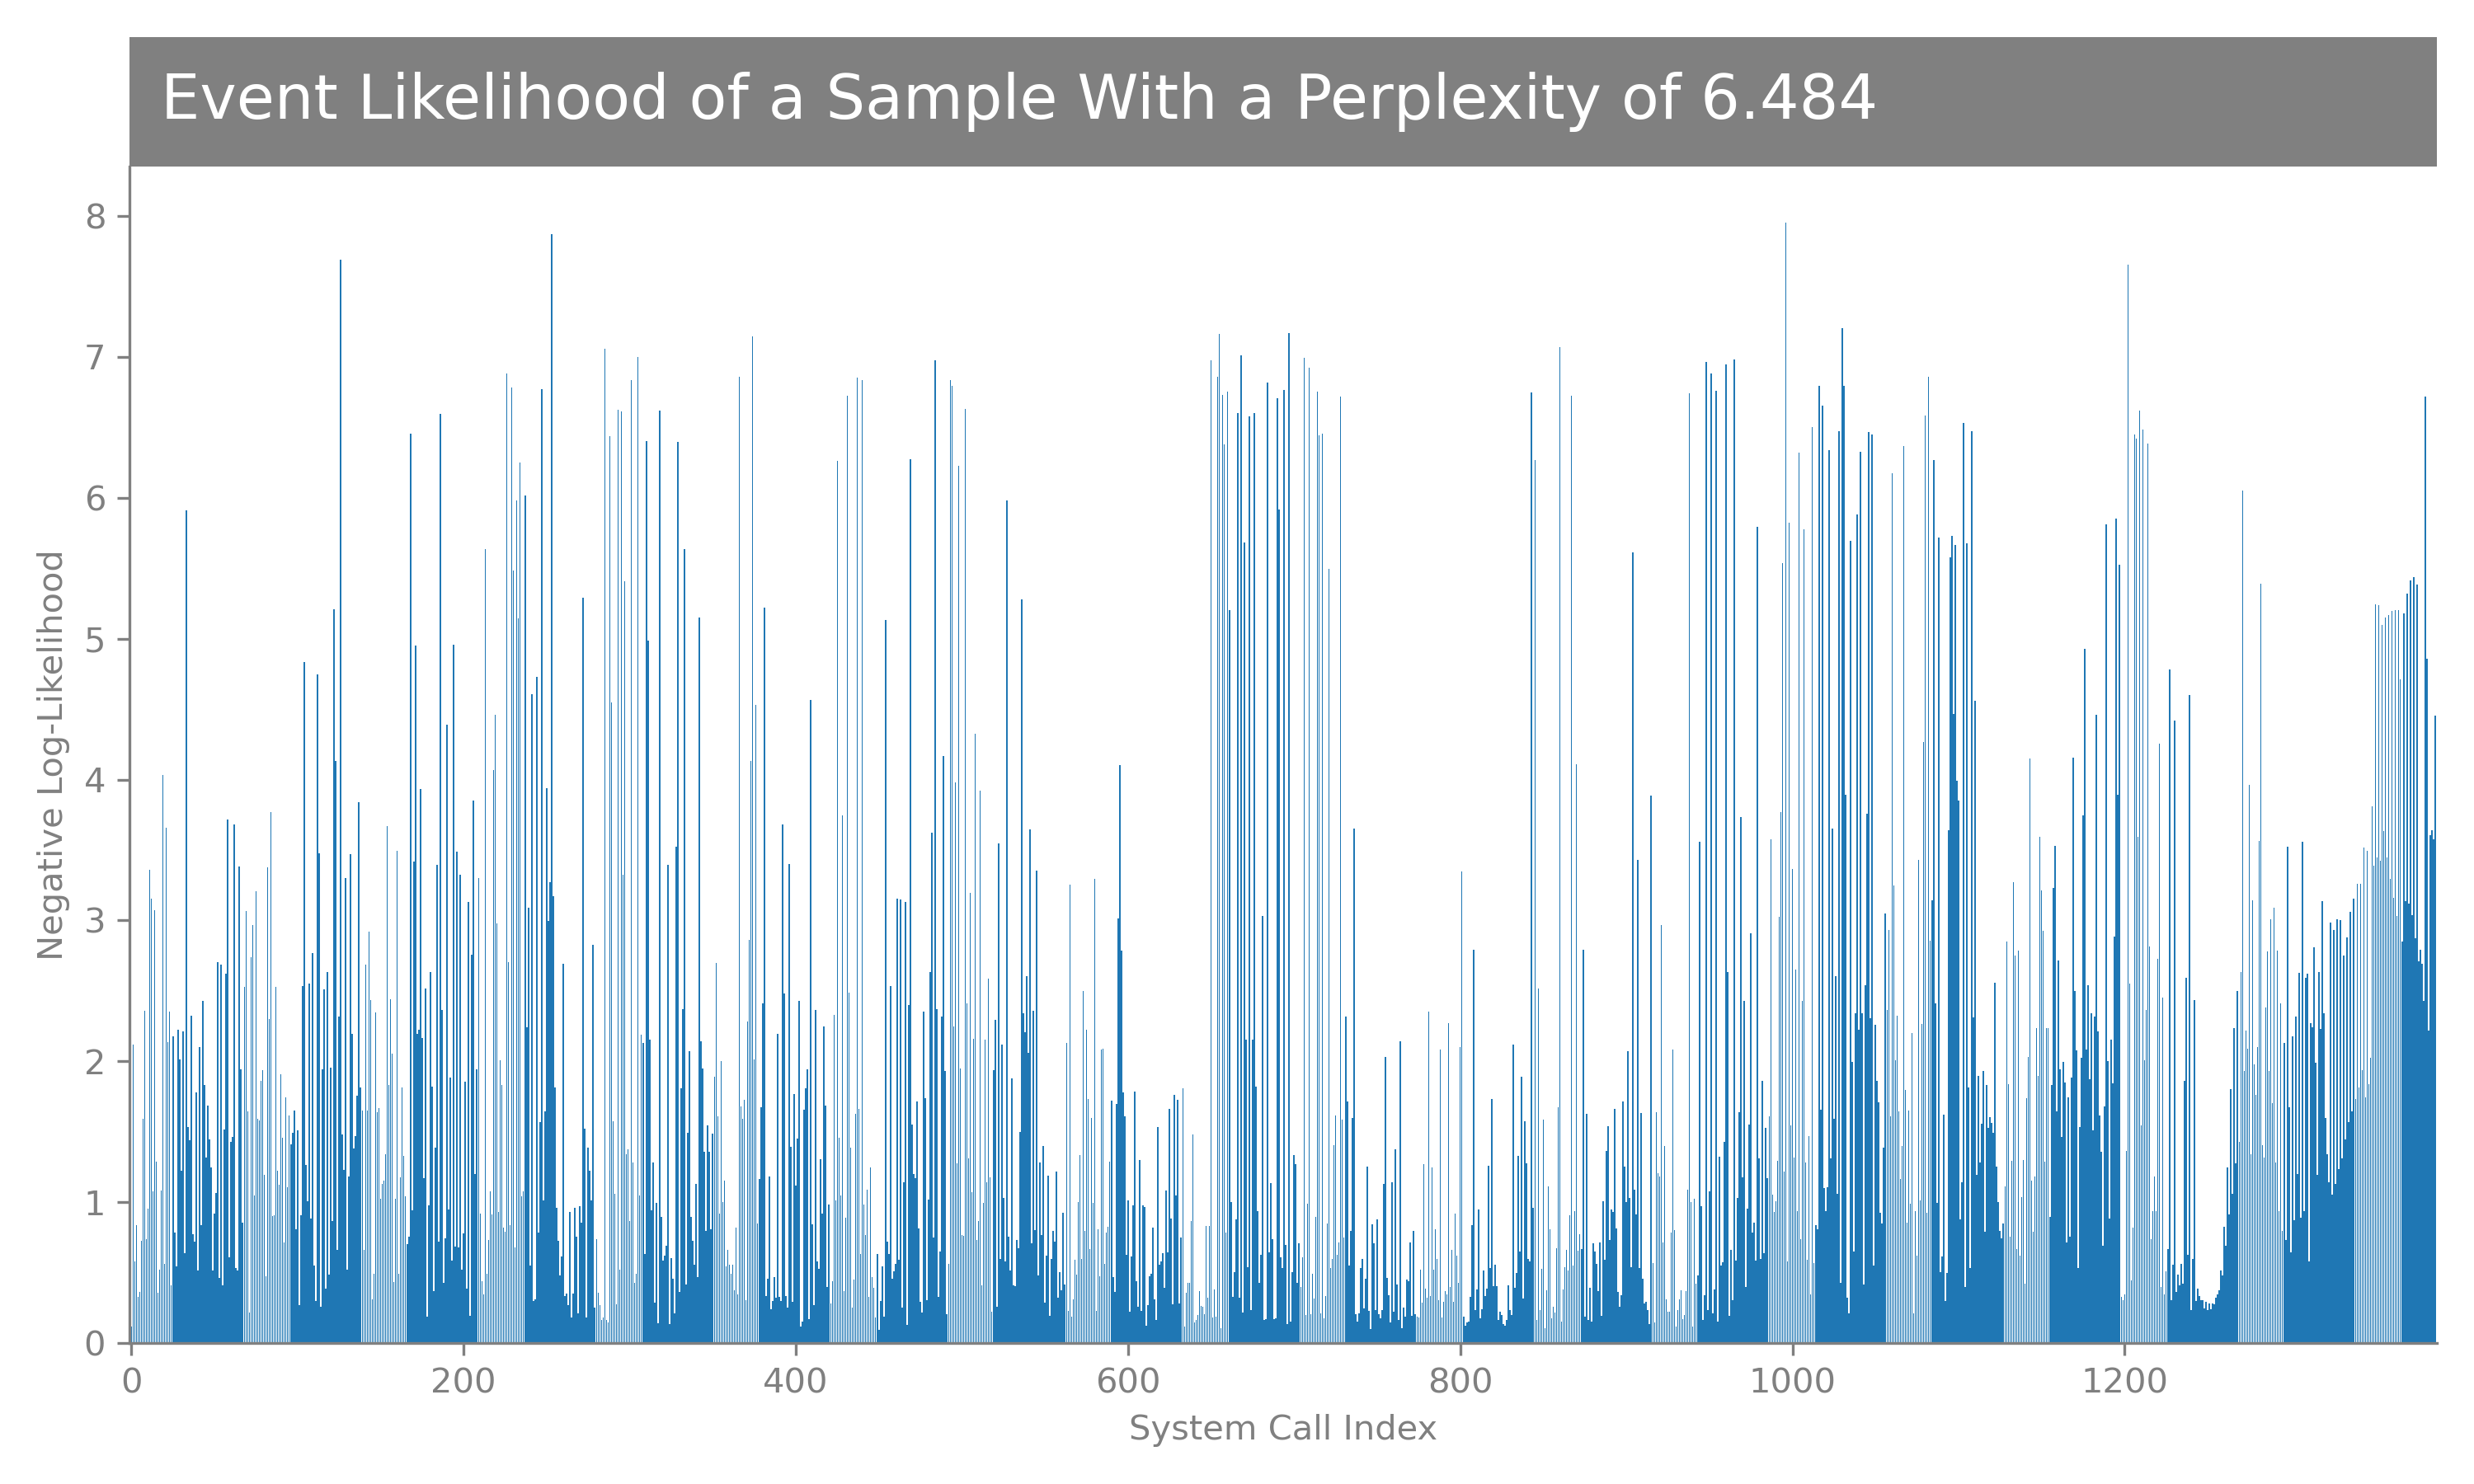 Event Likelihood of a Sample With a Perplexity of 6.484
8
7
6
5
4
3
2
1
0
Negative Log-Likelihood
0 200 400 600 800 1000 1200
System Call Index